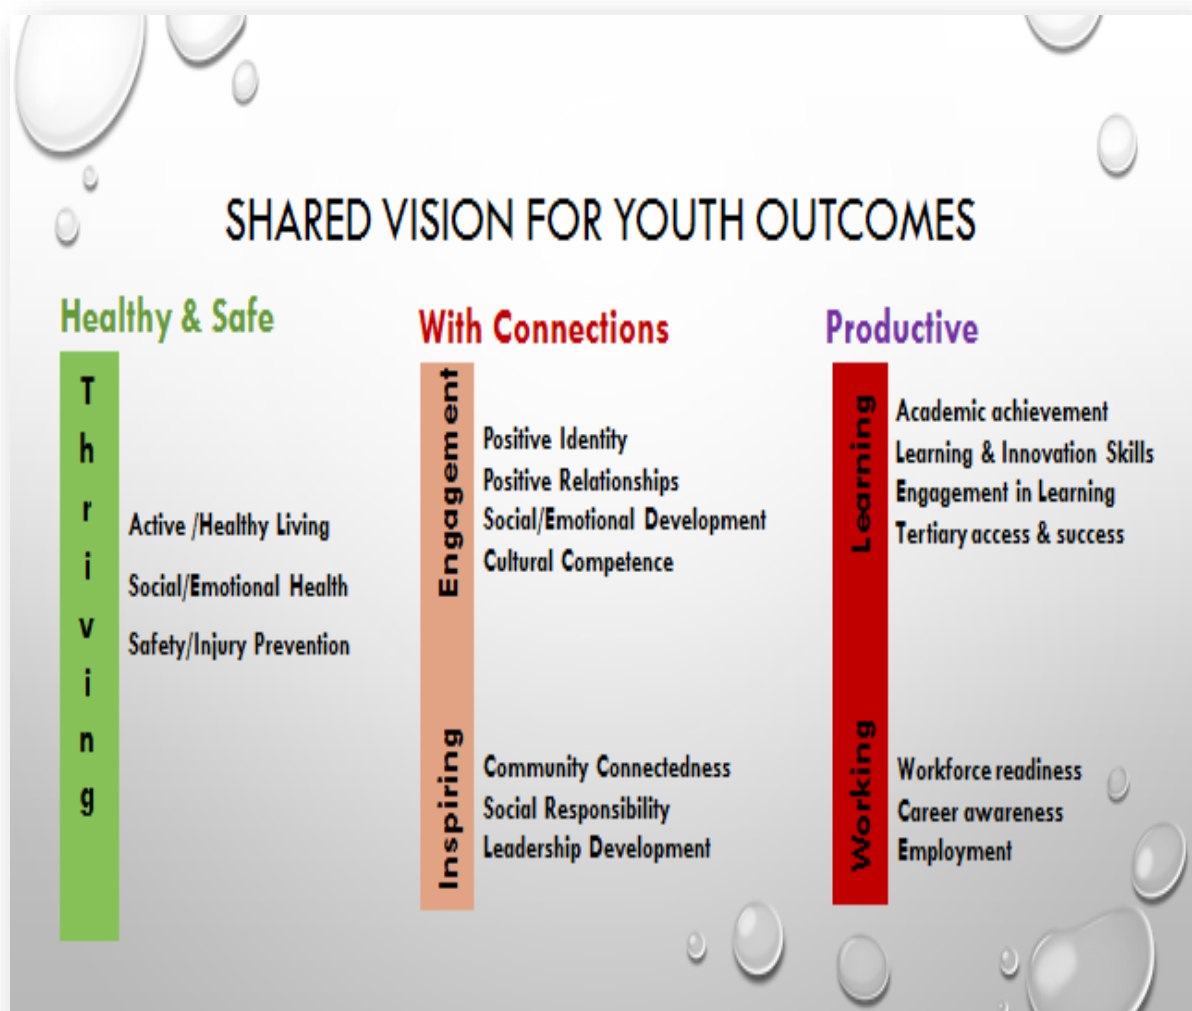 SHARED VISION FOR YOUTH OUTCOMES
Healthy & Safe
Thriving
Active /Healthy Living
Social/Emotional Health
Safety/Injury Prevention
With Connections
Engagement
Positive Identity
Positive Relationships
Social/Emotional Development
Cultural Competence
Inspiring
Community Connectedness
Social Responsibility
Leadership Development
Productive
Learning
Academic achievement
Learning & Innovation Skills
Engagement in Learning
Tertiary access & success
Working
Workforce readiness
Career awareness
Employment